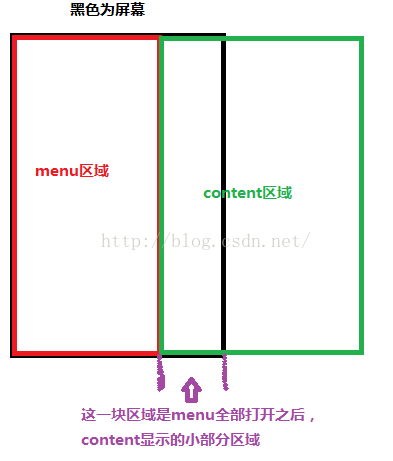 黑色为屏幕
menu区域
content区域
http://blog.csdn.net/
这一块区域是menu全部打开之后，
content显示的小部分区域